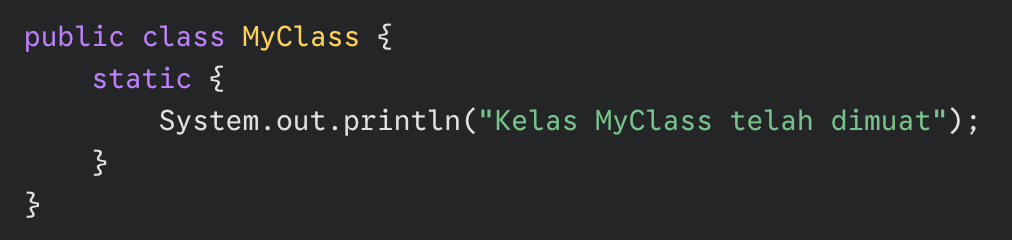 public class MyClass {
    static {
        System.out.println("Kelas MyClass telah dimuat");
    }
}